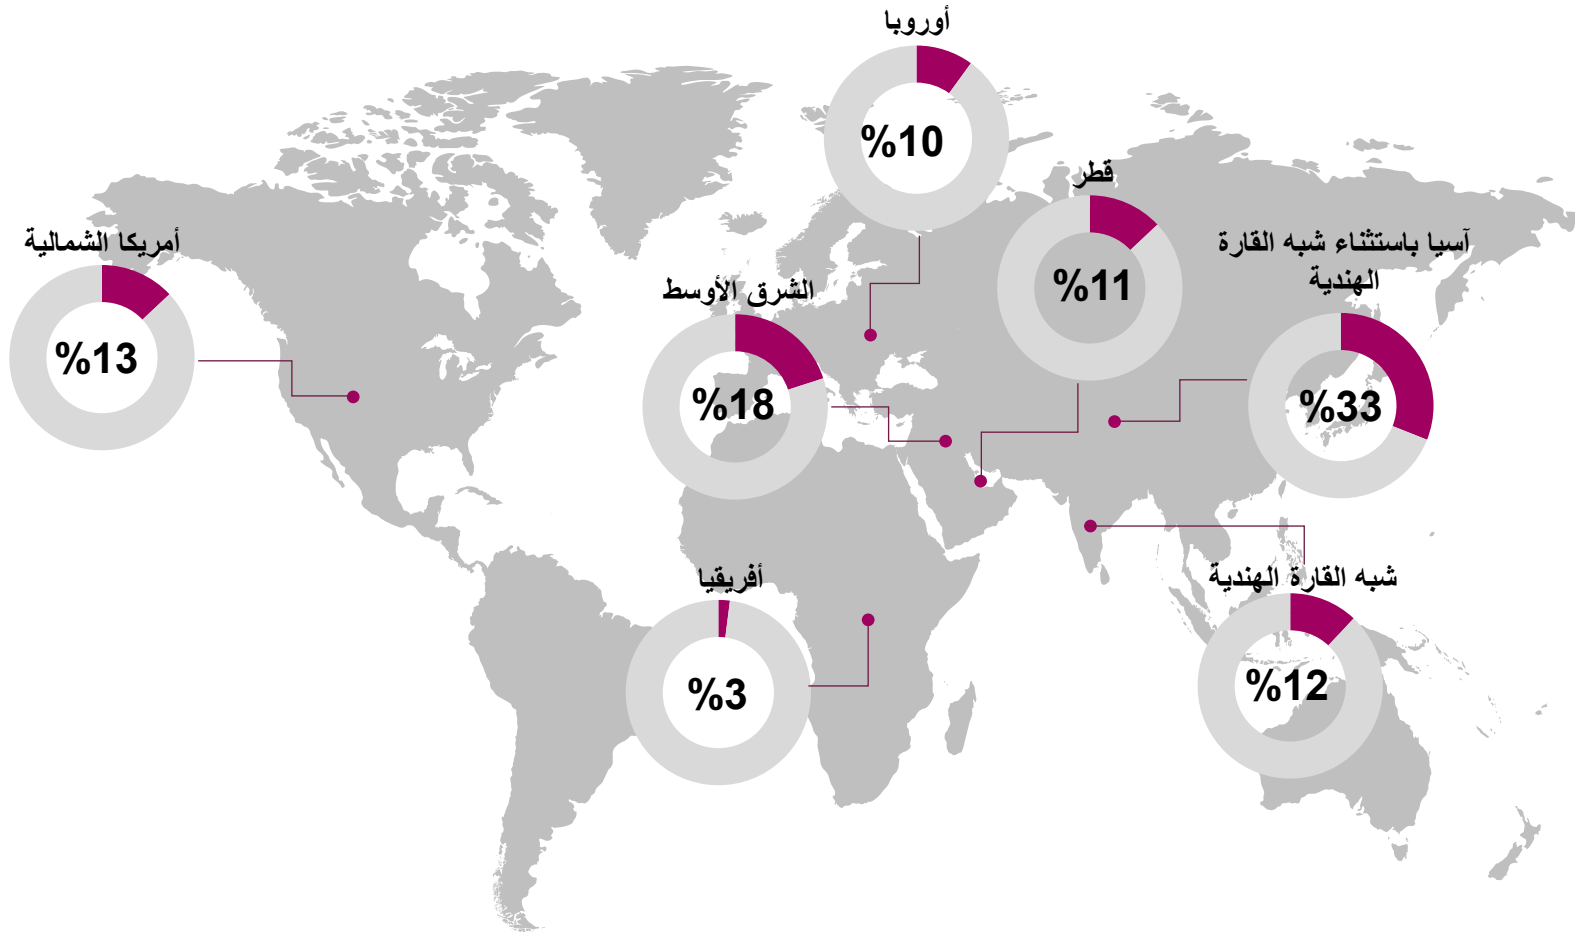 أوروبا
%10
قطر
%11
آسيا باستثناء شبه القارة
الهندية
%33
الشرق الأوسط
%18
أمريكا الشمالية
%13
شبه القارة الهندية
%12
أفريقيا
%3